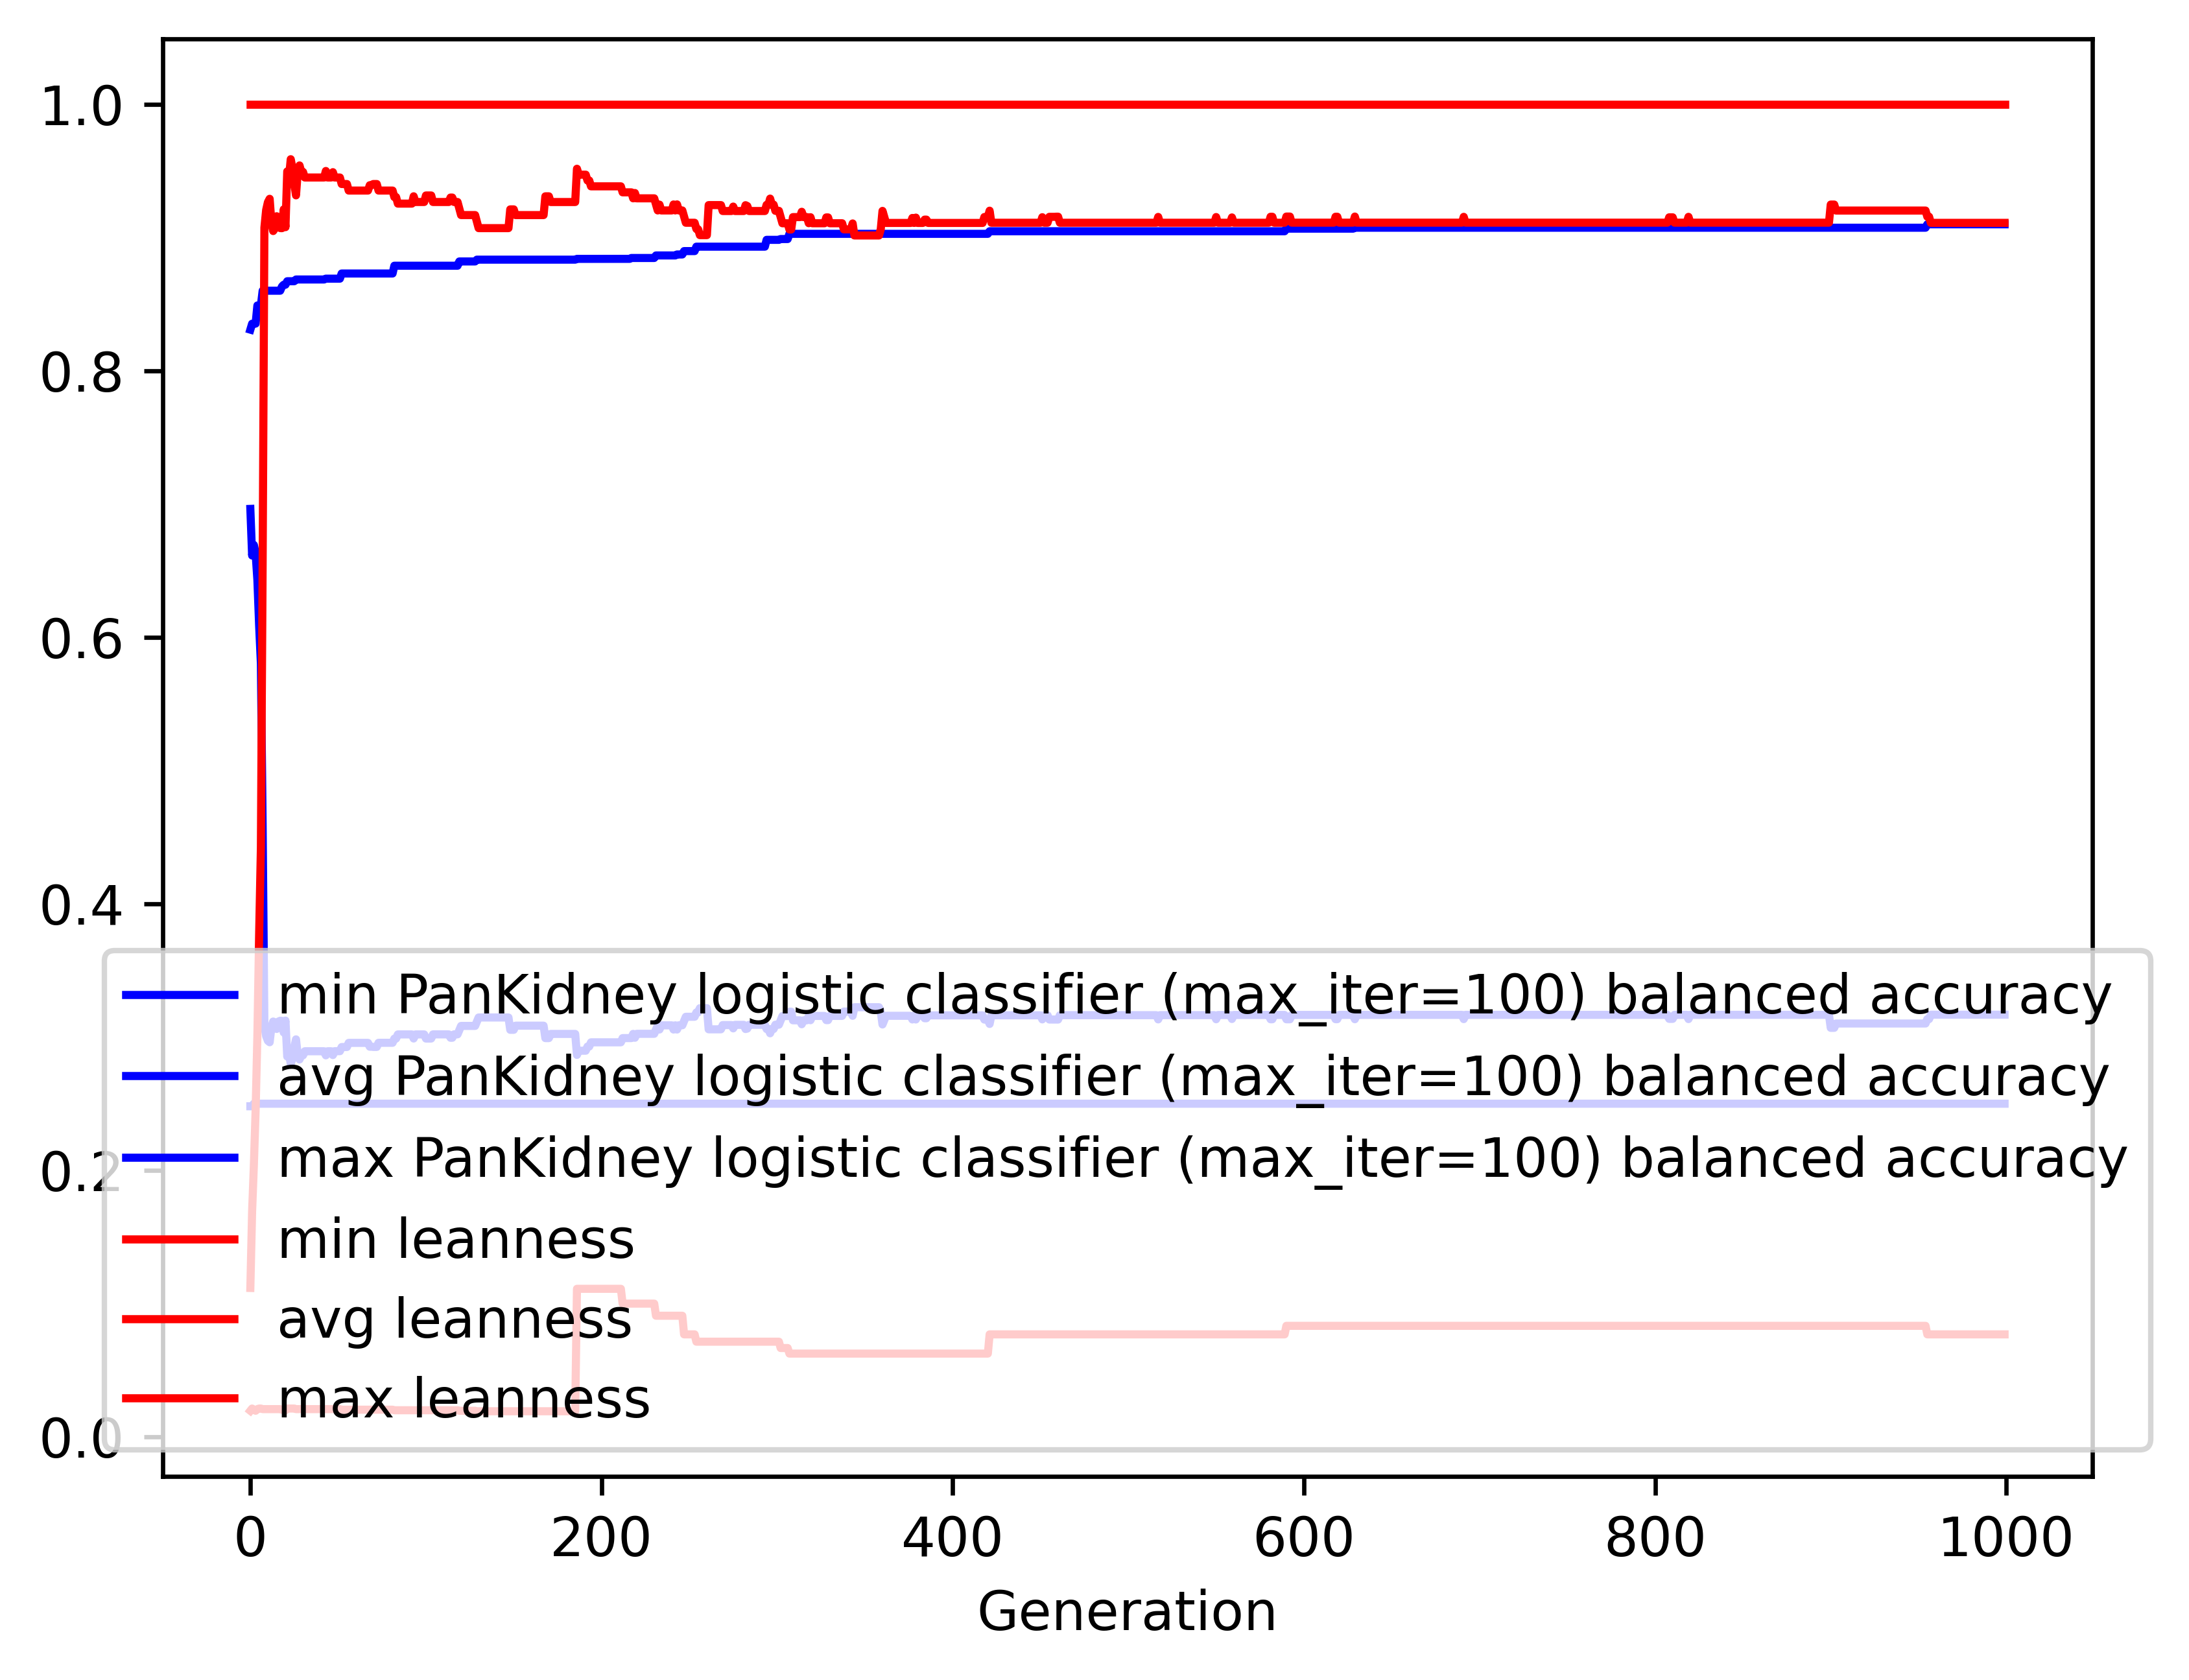 1.0
0.8
0.6
0.4
0.2
0.0
min PanKidney logistic classifier (max_iter=100) balanced accuracy
avg PanKidney logistic classifier (max_iter=100) balanced accuracy
max PanKidney logistic classifier (max_iter=100) balanced accuracy
min leanness
avg leanness
max leanness
0 200 400 600 800 1000
Generation